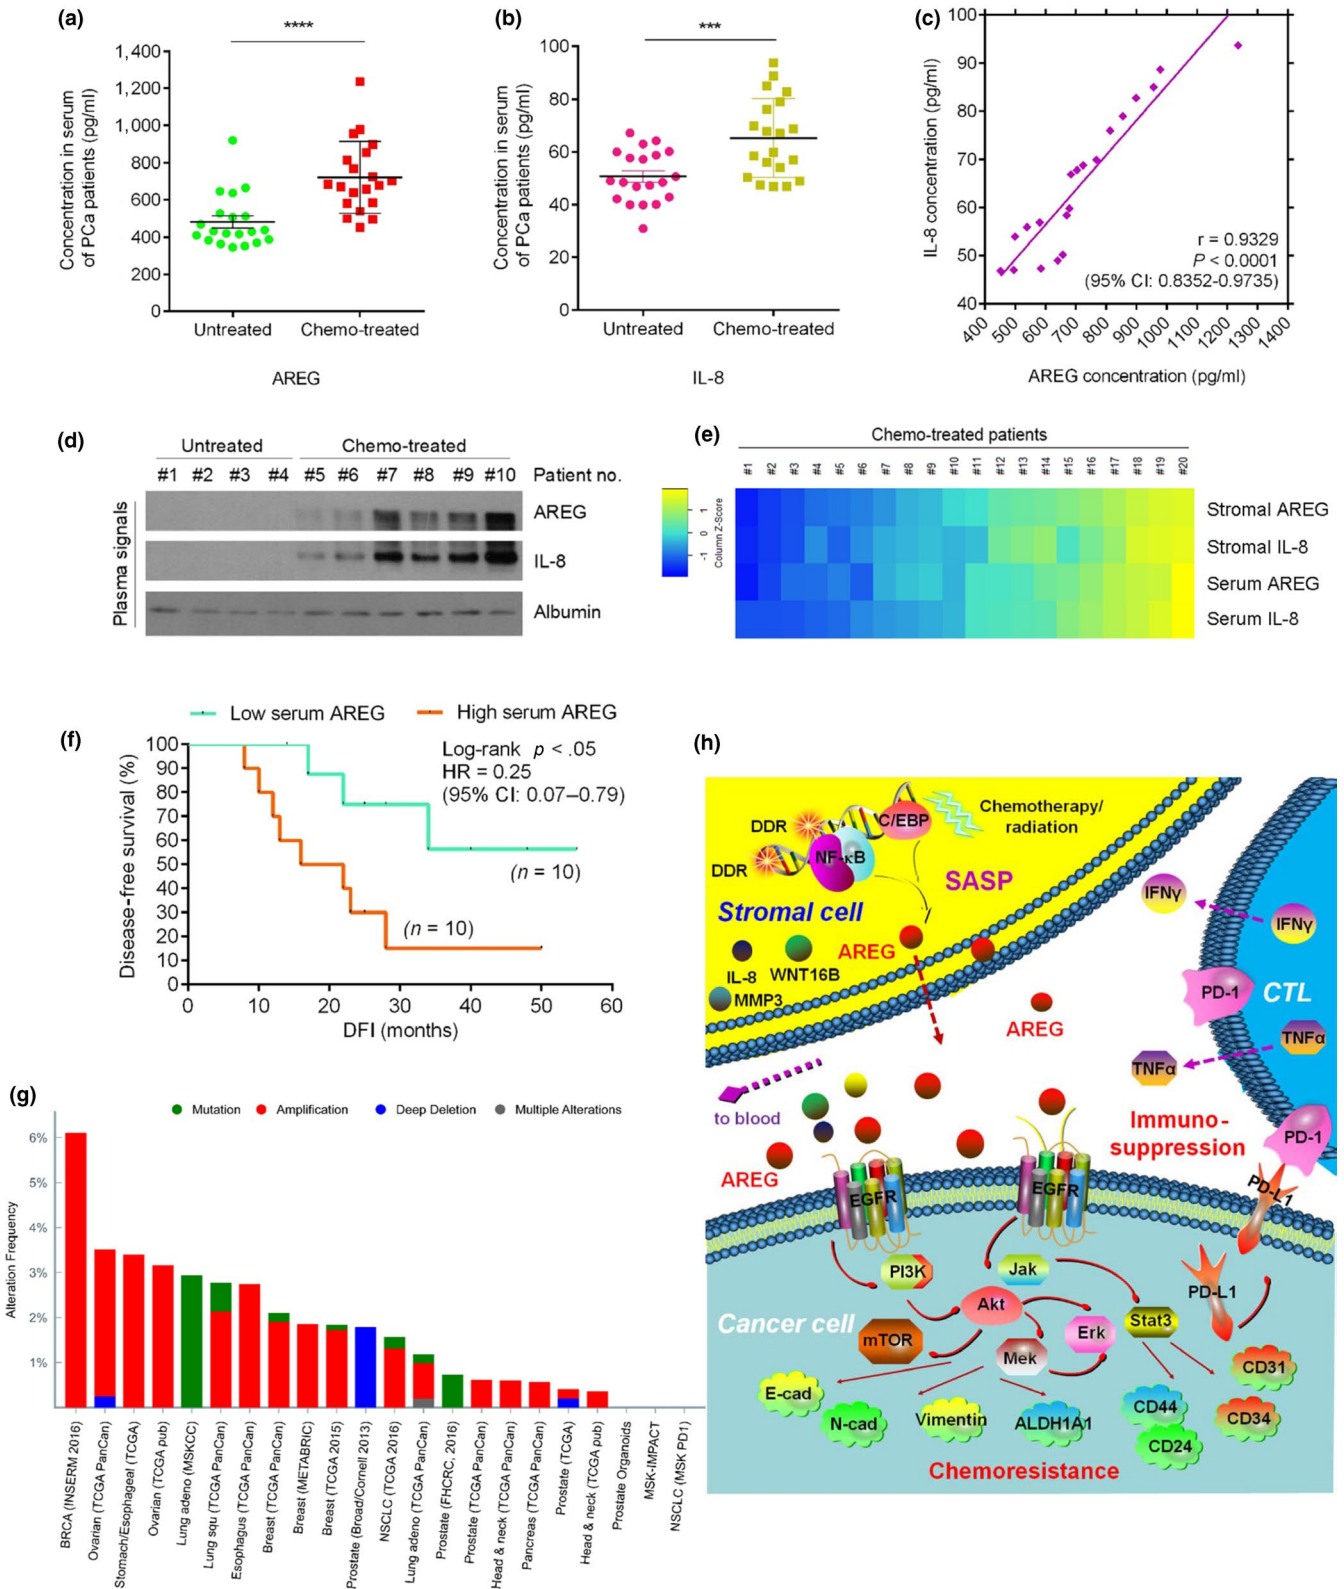 (a)
****
1,400
1,200
1,000
800
600
400
200
0
Concentration in serum
of PCa patients (pg/ml)
Untreated
Chemo-treated
AREG
(b)
***
100
80
60
40
20
0
Concentration in serum
of PCa patients (pg/ml)
Untreated
Chemo-treated
IL-8
(c)
100
90
80
70
60
50
40
IL-8 concentration (pg/ml)
r = 0.9329
P < 0.0001
(95% CI: 0.8352-0.9735)
400 500 600 700 800 900 1000 1100 1200 1300 1400
AREG concentration (pg/ml)
(d)
Untreated Chemo-treated
#1 #2 #3 #4 #5 #6 #7 #8 #9 #10 Patient no.
Plasma signals
AREG
IL-8
Albumin
(e)
Chemo-treated patients
#1 #2 #3 #4 #5 #6 #7 #8 #9 #10 #11 #12 #13 #14 #15 #16 #17 #18 #19 #20
1
0
-1
Column Z-Score
Stromal AREG
Stromal IL-8
Serum AREG
Serum IL-8
(f)
Low serum AREG High serum AREG
Log-rank p < .05
HR = 0.25
(95% CI: 0.07–0.79)
100
90
80
70
60
50
40
30
20
10
0
Disease-free survival (%)
(n = 10)
(n = 10)
0 10 20 30 40 50 60
DFI (months)
(g)
Mutation Amplification Deep Deletion Multiple Alterations
6%
5%
4%
3%
2%
1%
Alteration Frequency
BRCA (INSERM 2016)
Ovarian (TCGA PanCan)
Stomach/Esophageal (TCGA)
Ovarian (TCGA pub)
Lung adeno (MSKCC)
Lung squ (TCGA PanCan)
Esophagus (TCGA PanCan)
Breast (TCGA PanCan)
Breast (METABRIC)
Breast (TCGA 2015)
Prostate (Broad/Cornell 2013)
NSCLC (TCGA 2016)
Lung adeno (TCGA PanCan)
Prostate (FHCRC, 2016)
Prostate (TCGA PanCan)
Head & neck (TCGA PanCan)
Pancreas (TCGA PanCan)
Prostate (TCGA)
Head & neck (TCGA pub)
Prostate Organoids
MSK-IMPACT
NSCLC (MSK PD1)
(h)
DDR
C/EBP
Chemotherapy/
radiation
DDR
NF-κB
SASP
Stromal cell
IFNγ
IFNγ
AREG
IL-8
WNT16B
MMP3
PD-1
CTL
AREG
TNFα
TNFα
to blood
Immuno-
suppression
PD-1
AREG
EGFR
EGFR
PD-L1
PI3K
Jak
PD-L1
Akt
Cancer cell
mTOR
Erk
Stat3
Mek
CD31
E-cad
N-cad
Vimentin
ALDH1A1
CD44
CD24
CD34
Chemoresistance